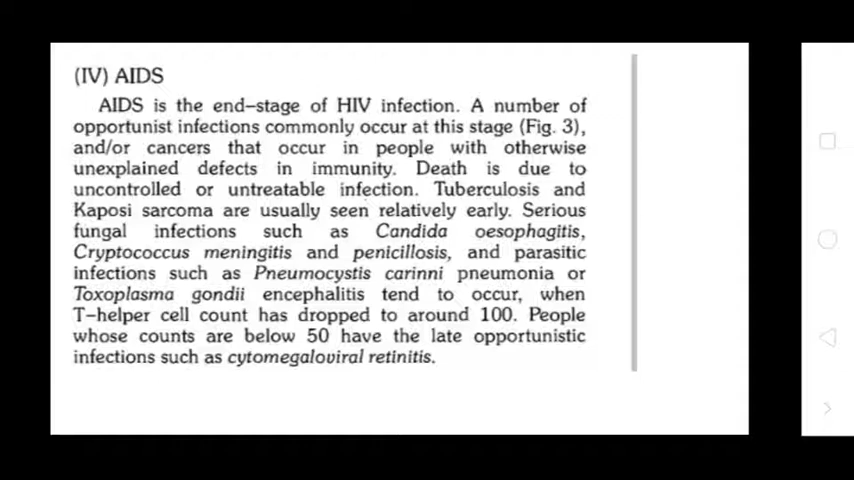 (IV) AIDS
AIDS is the end-stage of HIV infection. A number of
opportunist infections commonly occur at this stage (Fig. 3),
and/or cancers that occur in people with otherwise
unexplained defects in immunity. Death is due to
uncontrolled or untreatable infection. Tuberculosis and
Kaposi sarcoma are usually seen relatively early. Serious
fungal infections such as Candida oesophagitis,
Cryptococcus meningitis and penicillosis, and parasitic
infections such as Pneumocystis carinni pneumonia or
Toxoplasma gondii encephalitis tend to occur, when
T-helper cell count has dropped to around 100. People
whose counts are below 50 have the late opportunistic
infections such as cytomegaloviral retinitis.